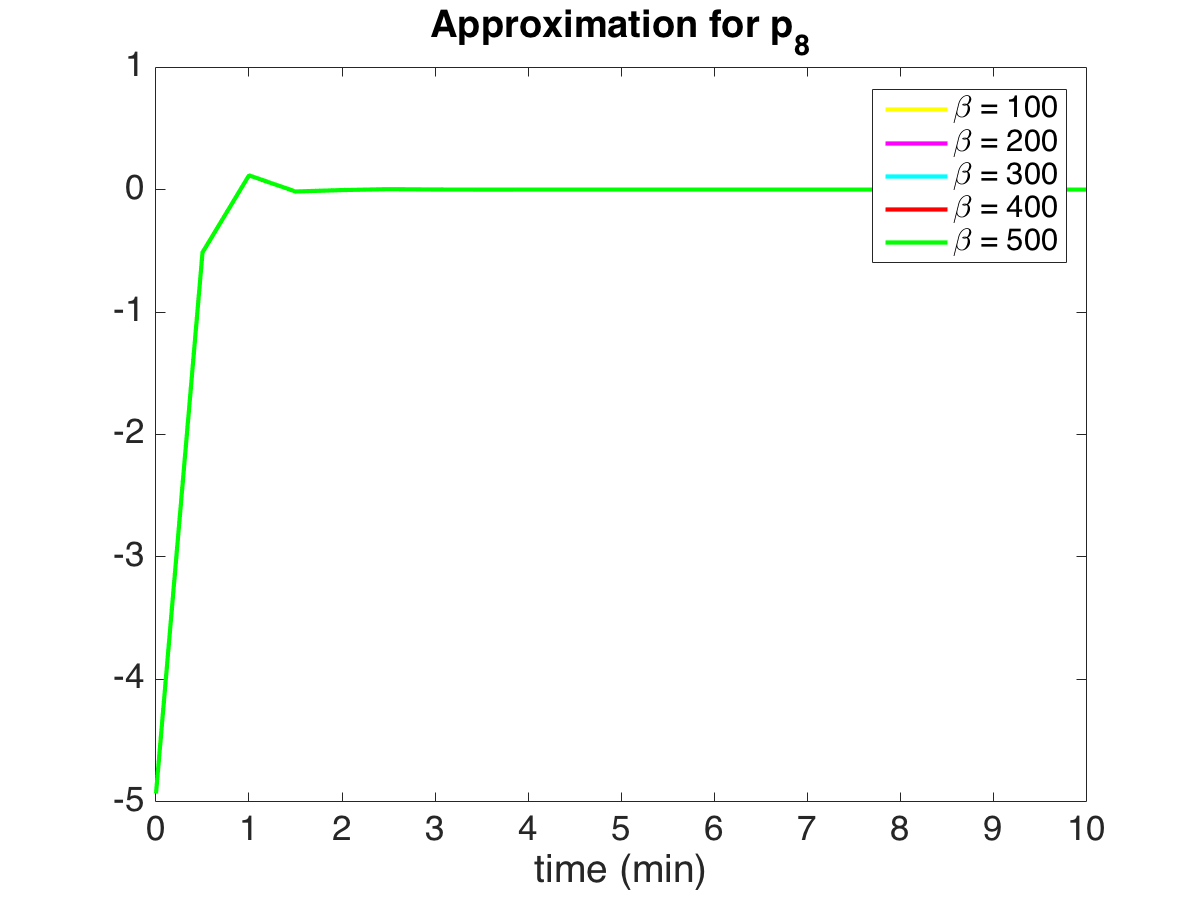 Approximation for p8
1
0
-1
-2
-3
-4
-5
β = 100
β = 200
β = 300
β = 400
β = 500
0 1 2 3 4 5 6 7 8 9 10
time (min)